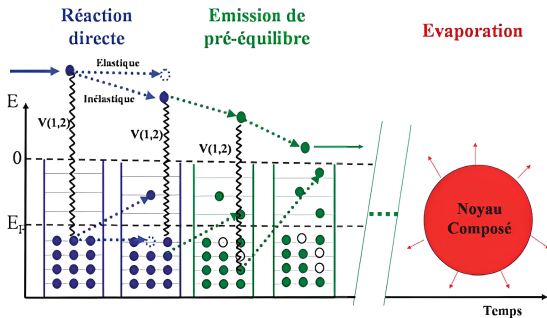 Réaction
directe
Emission de
pré-équilibre
Evaporation
Elastique
Inélastique
E
V(1,2)
V(1,2)
V(1,2)
0
E_F
Noyau
Composé
Temps